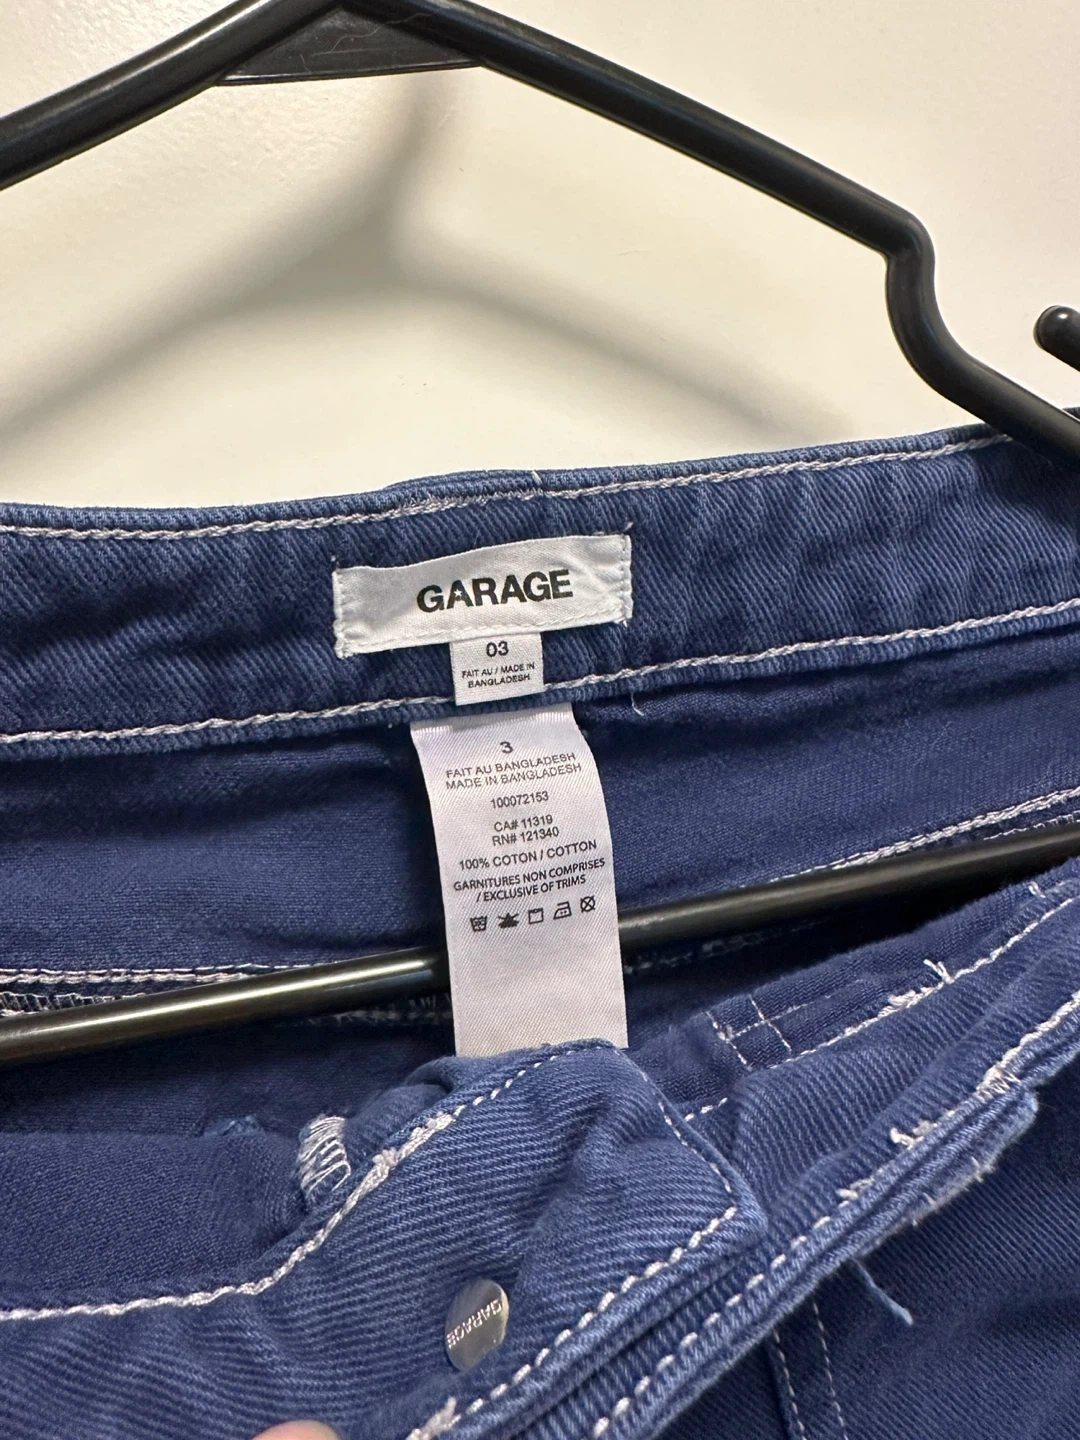 GARAGE
03
FAIT AU / MADE IN
BANGLADESH
3
FAIT AU BANGLADESH
MADE IN BANGLADESH
100072153
CA# 11319
RN# 121340
100% COTON / COTTON
GARNITURES NON COMPRISES
/ EXCLUSIVE OF TRIMS
GARAGE